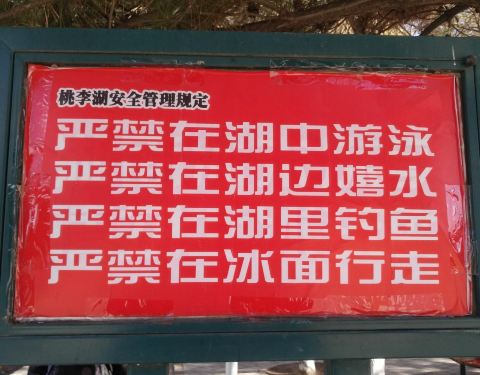 桃李湖安全管理规定
严禁在湖中游泳
严禁在湖边嬉水
严禁在湖里钓鱼
严禁在冰面行走